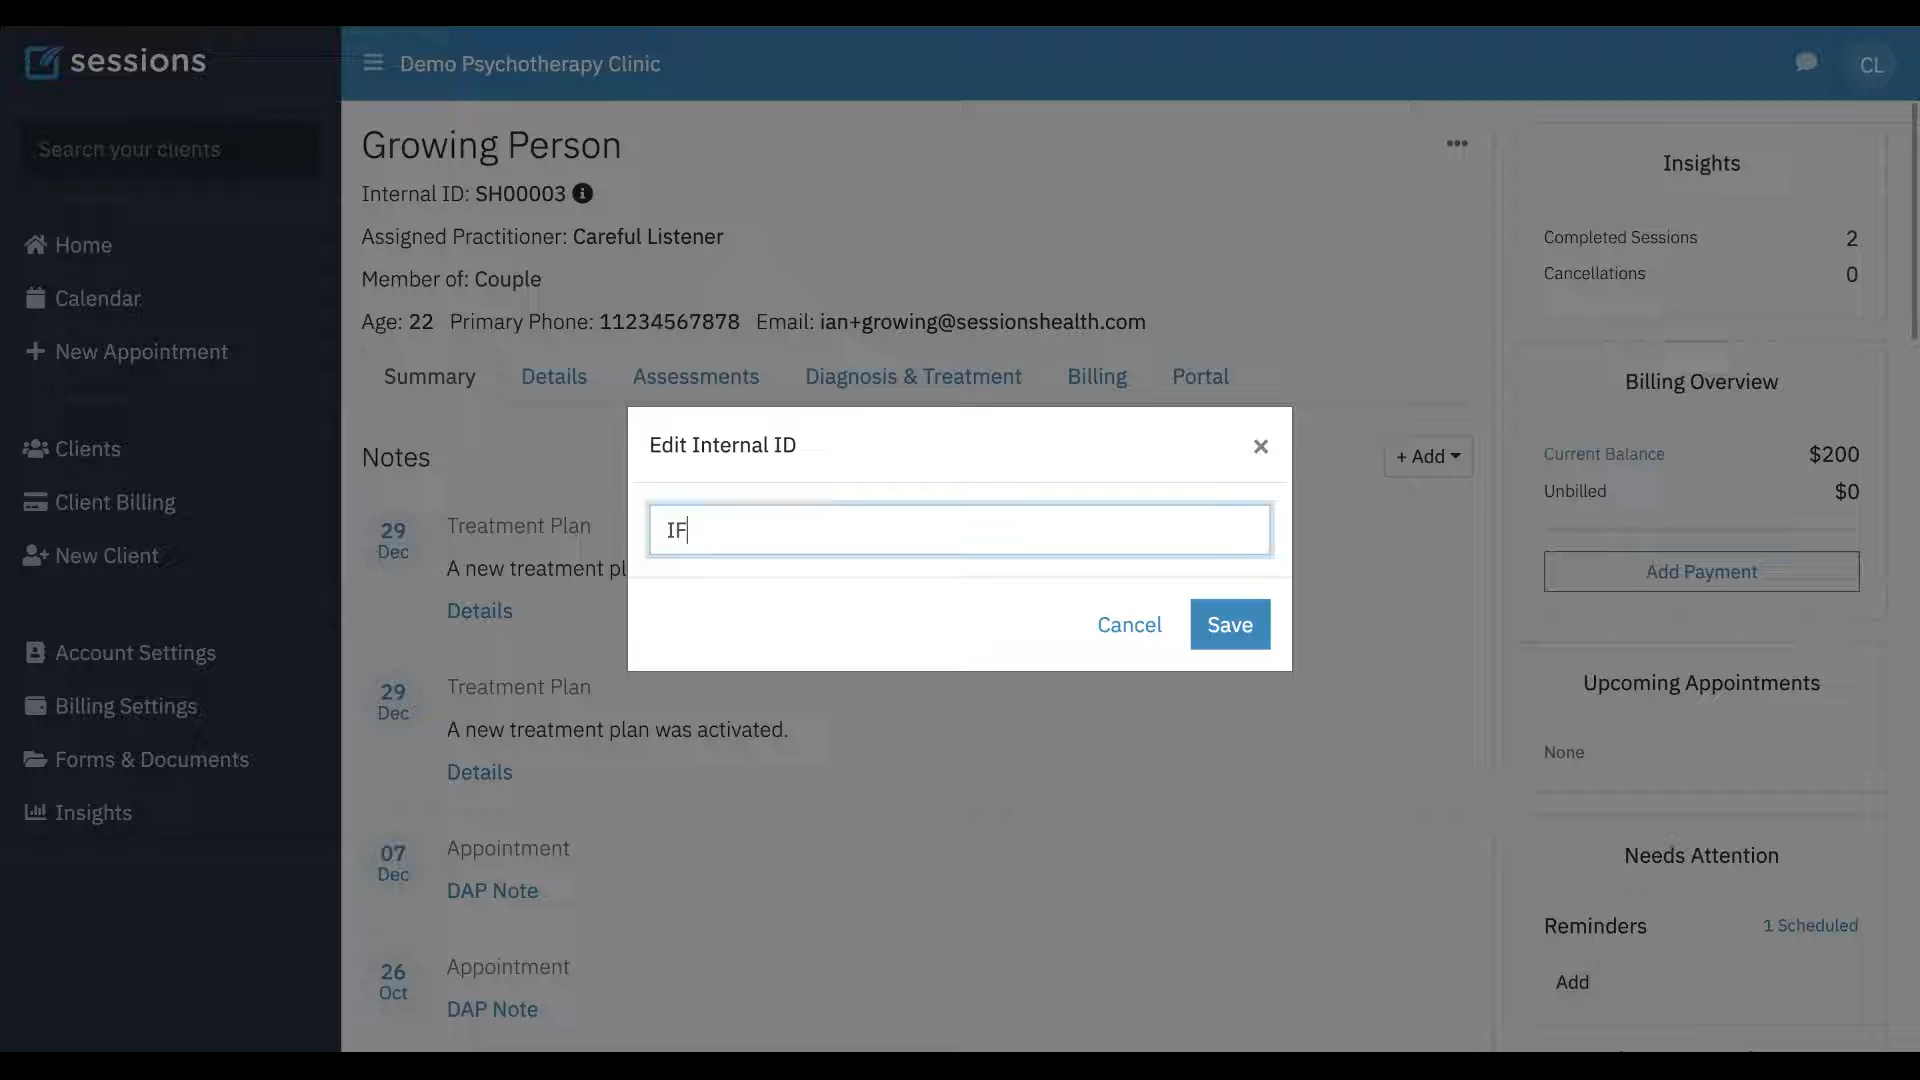 sessions
Demo Psychotherapy Clinic
CL
Search your clients
Home
Calendar
New Appointment
Clients
Client Billing
New Client
Account Settings
Billing Settings
Forms & Documents
Insights
Growing Person
Internal ID: SH00003
Assigned Practitioner: Careful Listener
Member of: Couple
Age: 22 Primary Phone: 11234567878 Email: ian+growing@sessionshealth.com
Summary Details Assessments Diagnosis & Treatment Billing Portal
Notes
+ Add
29
Dec
Treatment Plan
A new treatment pl
Details
29
Dec
Treatment Plan
A new treatment plan was activated.
Details
07
Dec
Appointment
DAP Note
26
Oct
Appointment
DAP Note
Edit Internal ID
×
IF
Cancel
Save
Insights
Completed Sessions 2
Cancellations 0
Billing Overview
Current Balance $200
Unbilled $0
Add Payment
Upcoming Appointments
None
Needs Attention
Reminders 1 Scheduled
Add